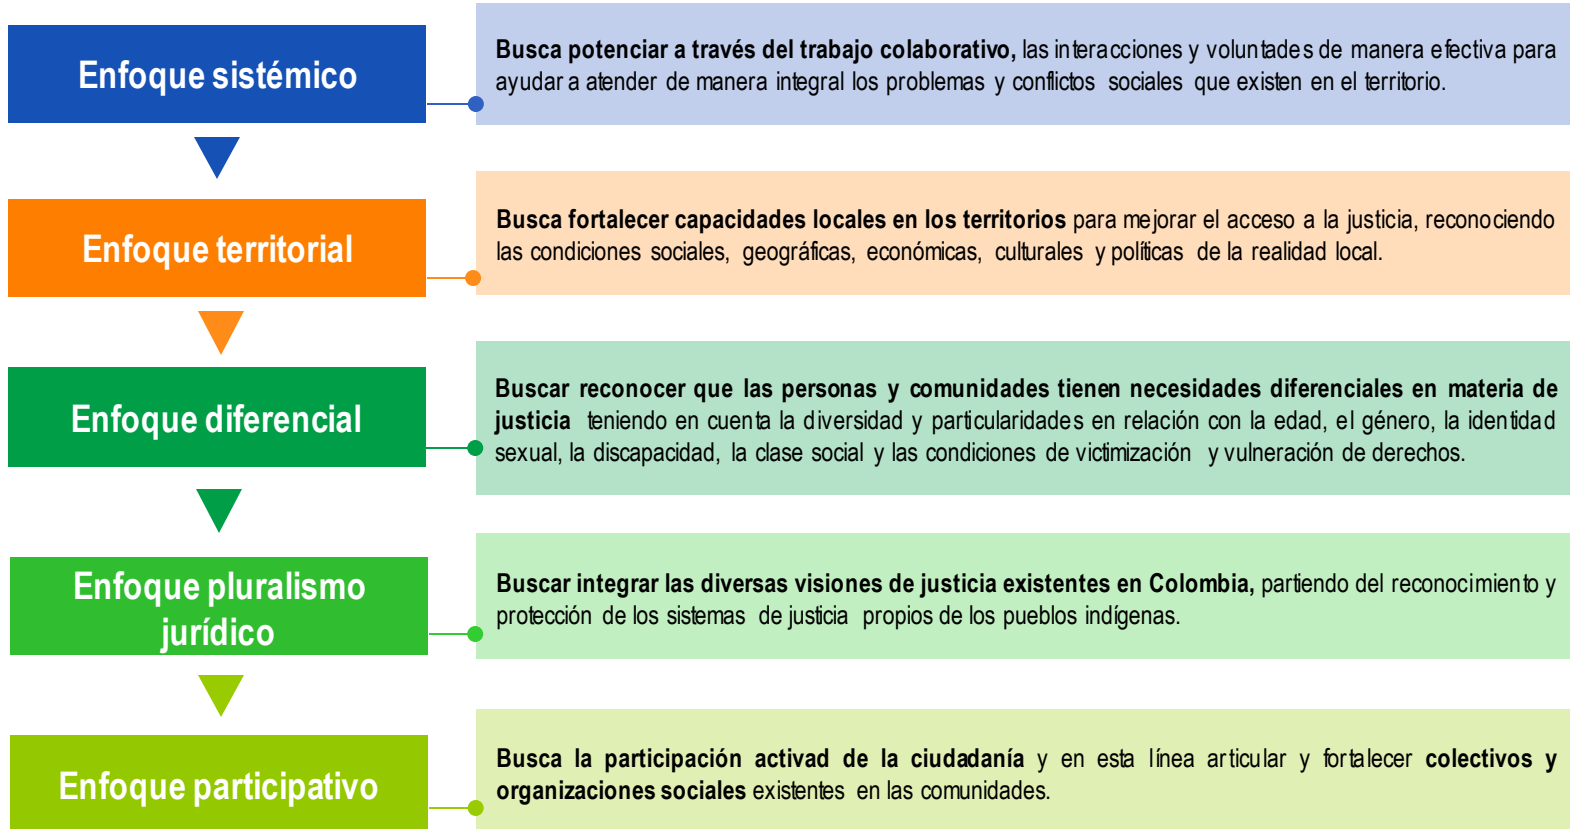 Enfoque sistémico
Busca potenciar a través del trabajo colaborativo, las interacciones y voluntades de manera efectiva para
ayudar a atender de manera integral los problemas y conflictos sociales que existen en el territorio.
Enfoque territorial
Busca fortalecer capacidades locales en los territorios para mejorar el acceso a la justicia, reconociendo
las condiciones sociales, geográficas, económicas, culturales y políticas de la realidad local.
Enfoque diferencial
Buscar reconocer que las personas y comunidades tienen necesidades diferenciales en materia de
justicia teniendo en cuenta la diversidad y particularidades en relación con la edad, el género, la identidad
sexual, la discapacidad, la clase social y las condiciones de victimización y vulneración de derechos.
Enfoque pluralismo
jurídico
Buscar integrar las diversas visiones de justicia existentes en Colombia, partiendo del reconocimiento y
protección de los sistemas de justicia propios de los pueblos indígenas.
Enfoque participativo
Busca la participación activad de la ciudadanía y en esta línea articular y fortalecer colectivos y
organizaciones sociales existentes en las comunidades.